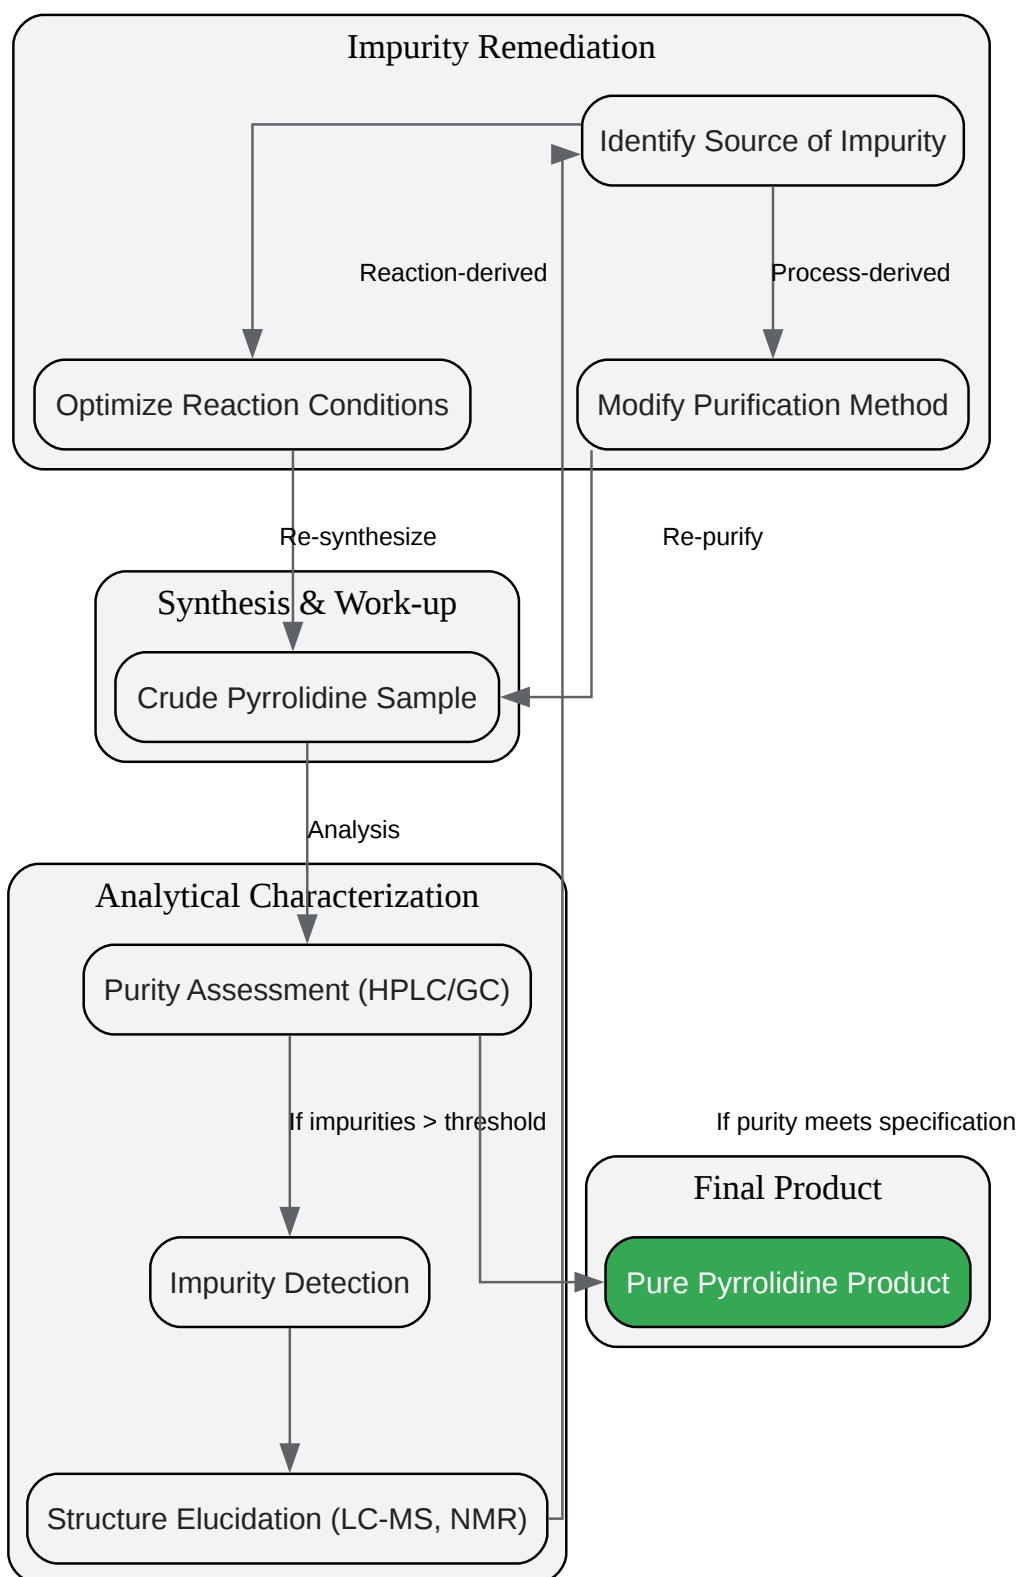 Impurity Remediation
Identify Source of Impurity
Reaction-derived
Process-derived
Optimize Reaction Conditions
Modify Purification Method
Re-synthesize
Re-purify
Synthesis & Work-up
Crude Pyrrolidine Sample
Analysis
Analytical Characterization
Purity Assessment (HPLC/GC)
If impurities > threshold
If purity meets specification
Final Product
Impurity Detection
Pure Pyrrolidine Product
Structure Elucidation (LC-MS, NMR)